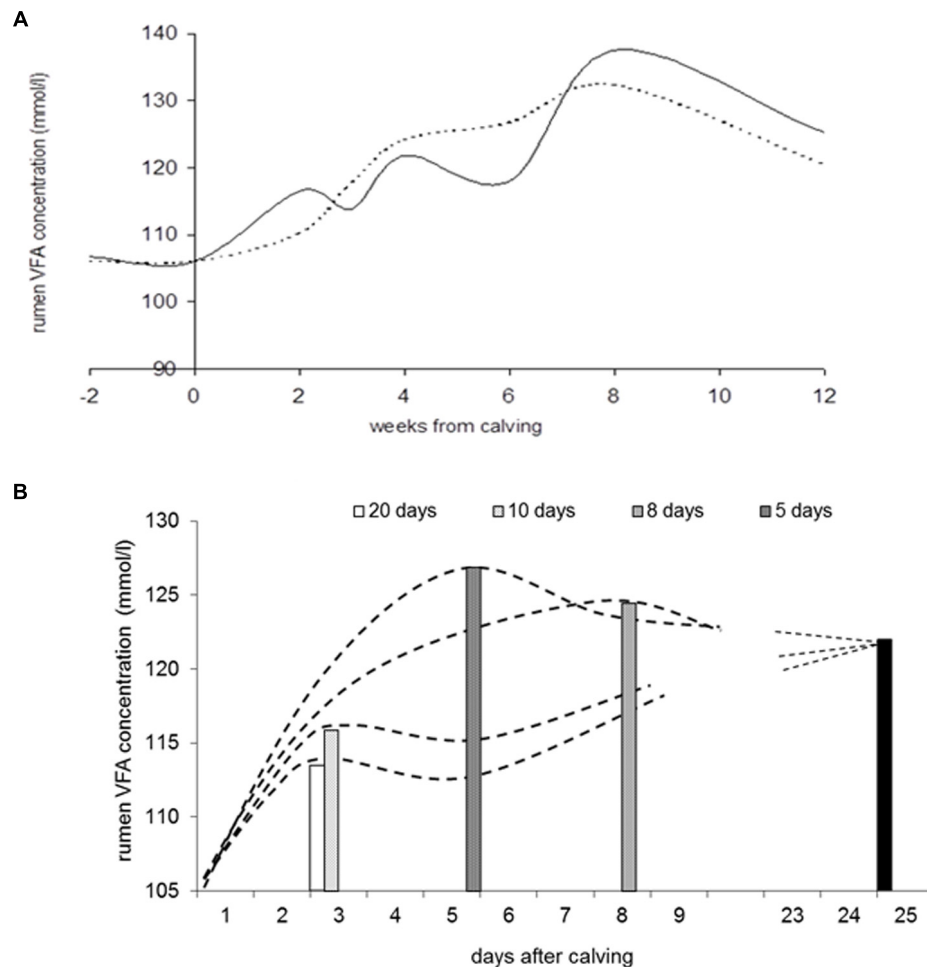 A
rumen VFA concentration (mmol/l)
140
130
120
110
100
90
-2 0 2 4 6 8 10 12
weeks from calving
B
20 days 10 days 8 days 5 days
rumen VFA concentration (mmol/l)
130
125
120
115
110
105
1 2 3 4 5 6 7 8 9 23 24 25
days after calving